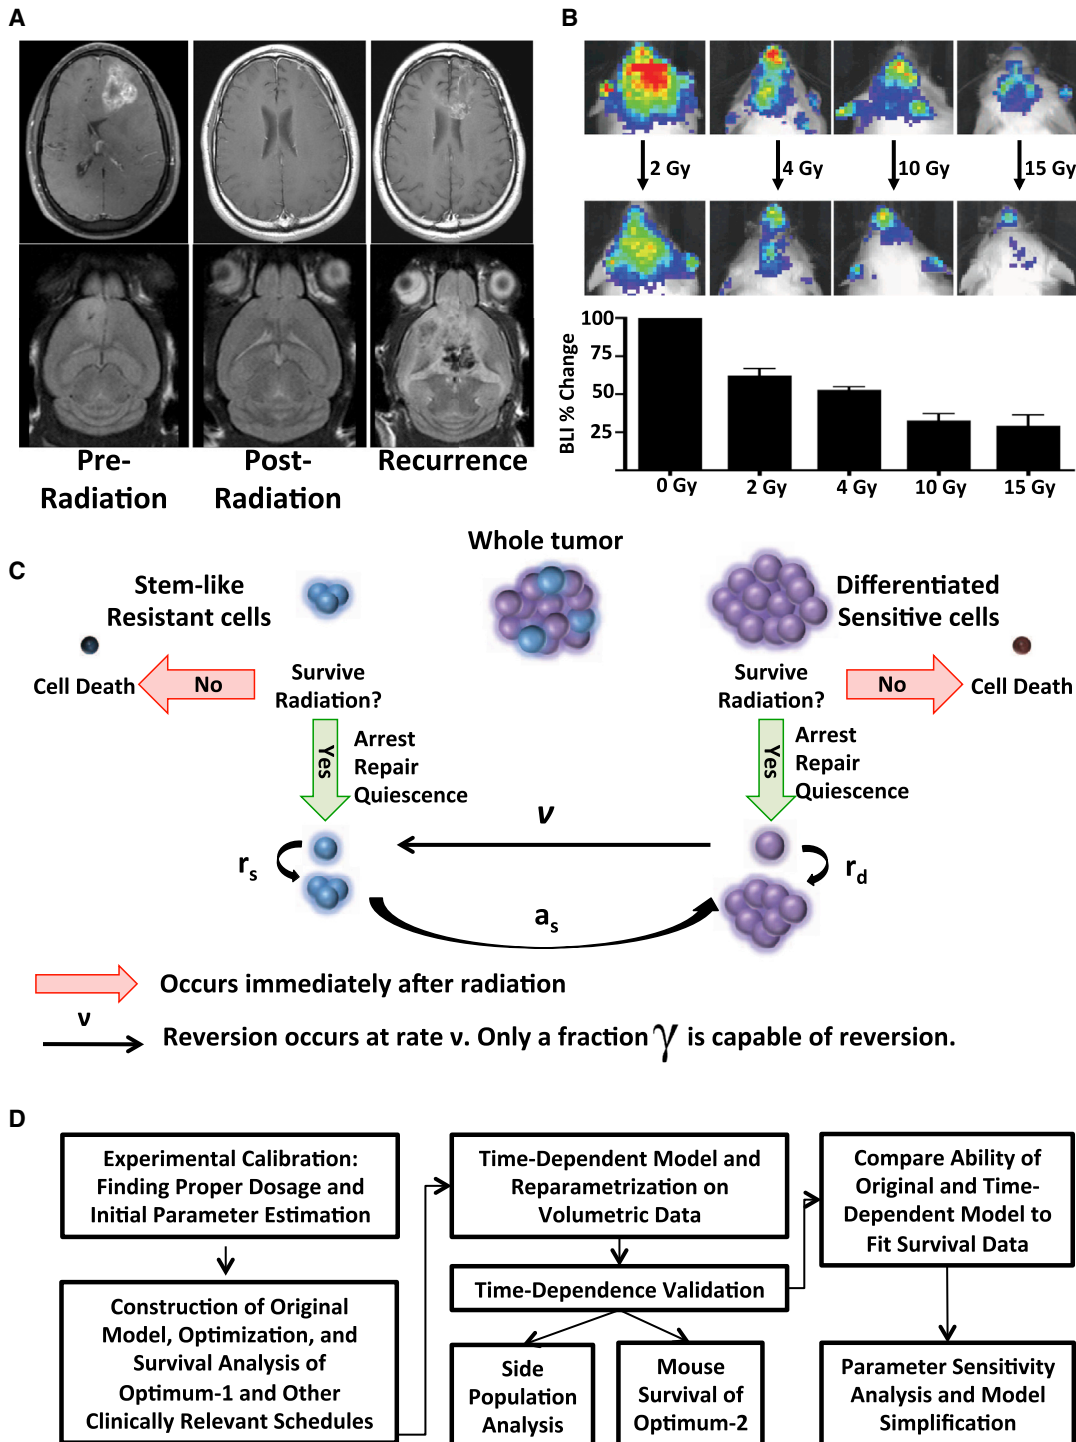 A
B
2 Gy
4 Gy
10 Gy
15 Gy
Pre-
Radiation
Post-
Radiation
Recurrence
BLI % Change
100
75
50
25
0 Gy
2 Gy
4 Gy
10 Gy
15 Gy
C
Whole tumor
Stem-like
Resistant cells
Differentiated
Sensitive cells
Cell Death
No
Survive
Radiation?
Yes
Arrest
Repair
Quiescence
Survive
Radiation?
No
Cell Death
Yes
Arrest
Repair
Quiescence
ν
rs
rd
as
Occurs immediately after radiation
ν
Reversion occurs at rate ν. Only a fraction γ is capable of reversion.
D
Experimental Calibration:
Finding Proper Dosage and
Initial Parameter Estimation
Construction of Original
Model, Optimization, and
Survival Analysis of
Optimum-1 and Other
Clinically Relevant Schedules
Time-Dependent Model and
Reparametrization on
Volumetric Data
Time-Dependence Validation
Side
Population
Analysis
Mouse
Survival of
Optimum-2
Compare Ability of
Original and Time-
Dependent Model to
Fit Survival Data
Parameter Sensitivity
Analysis and Model
Simplification